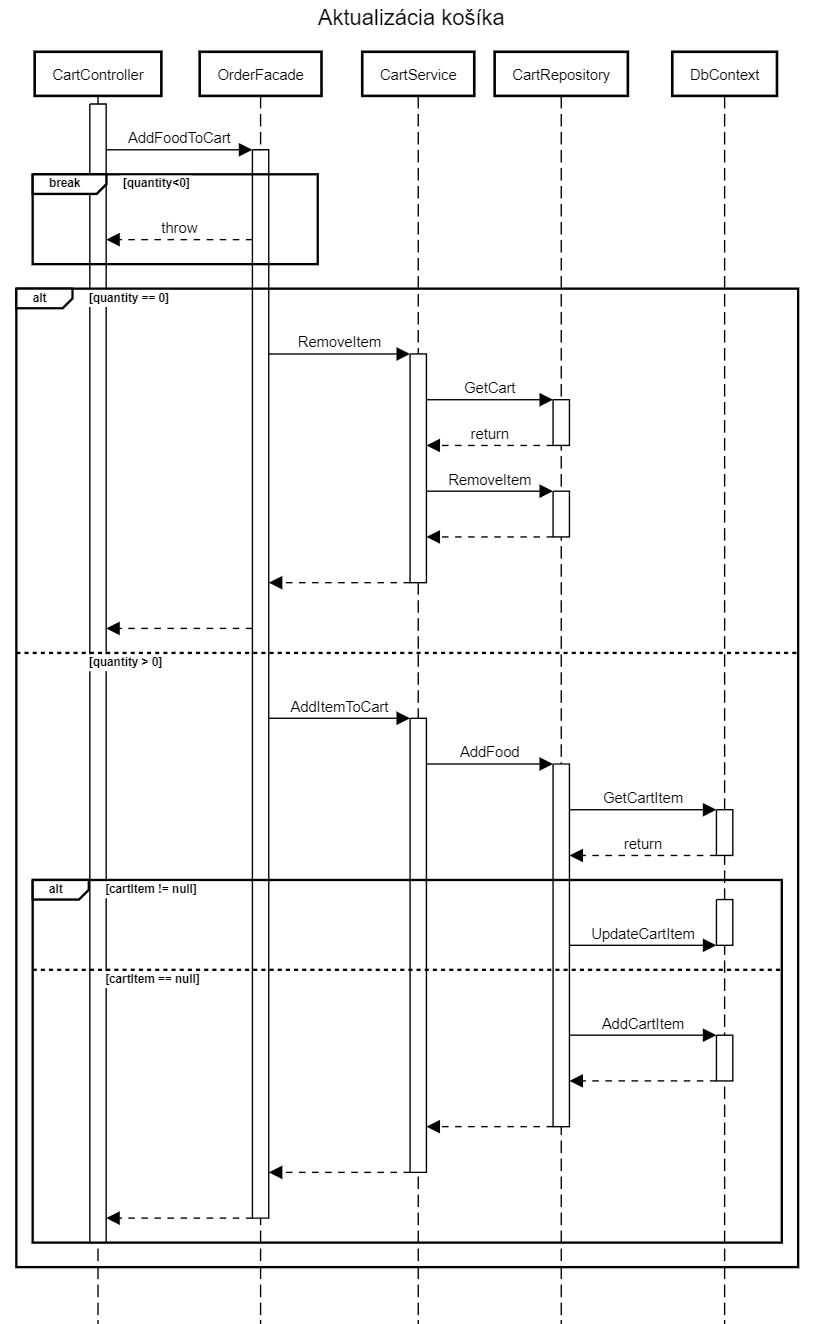 Aktualizácia košíka
CartController
OrderFacade
CartService
CartRepository
DbContext
AddFoodToCart
break
[quantity<0]
throw
alt
[quantity == 0]
RemoveItem
GetCart
return
RemoveItem
[quantity > 0]
AddItemToCart
AddFood
GetCartItem
return
alt
[cartItem != null]
UpdateCartItem
[cartItem == null]
AddCartItem